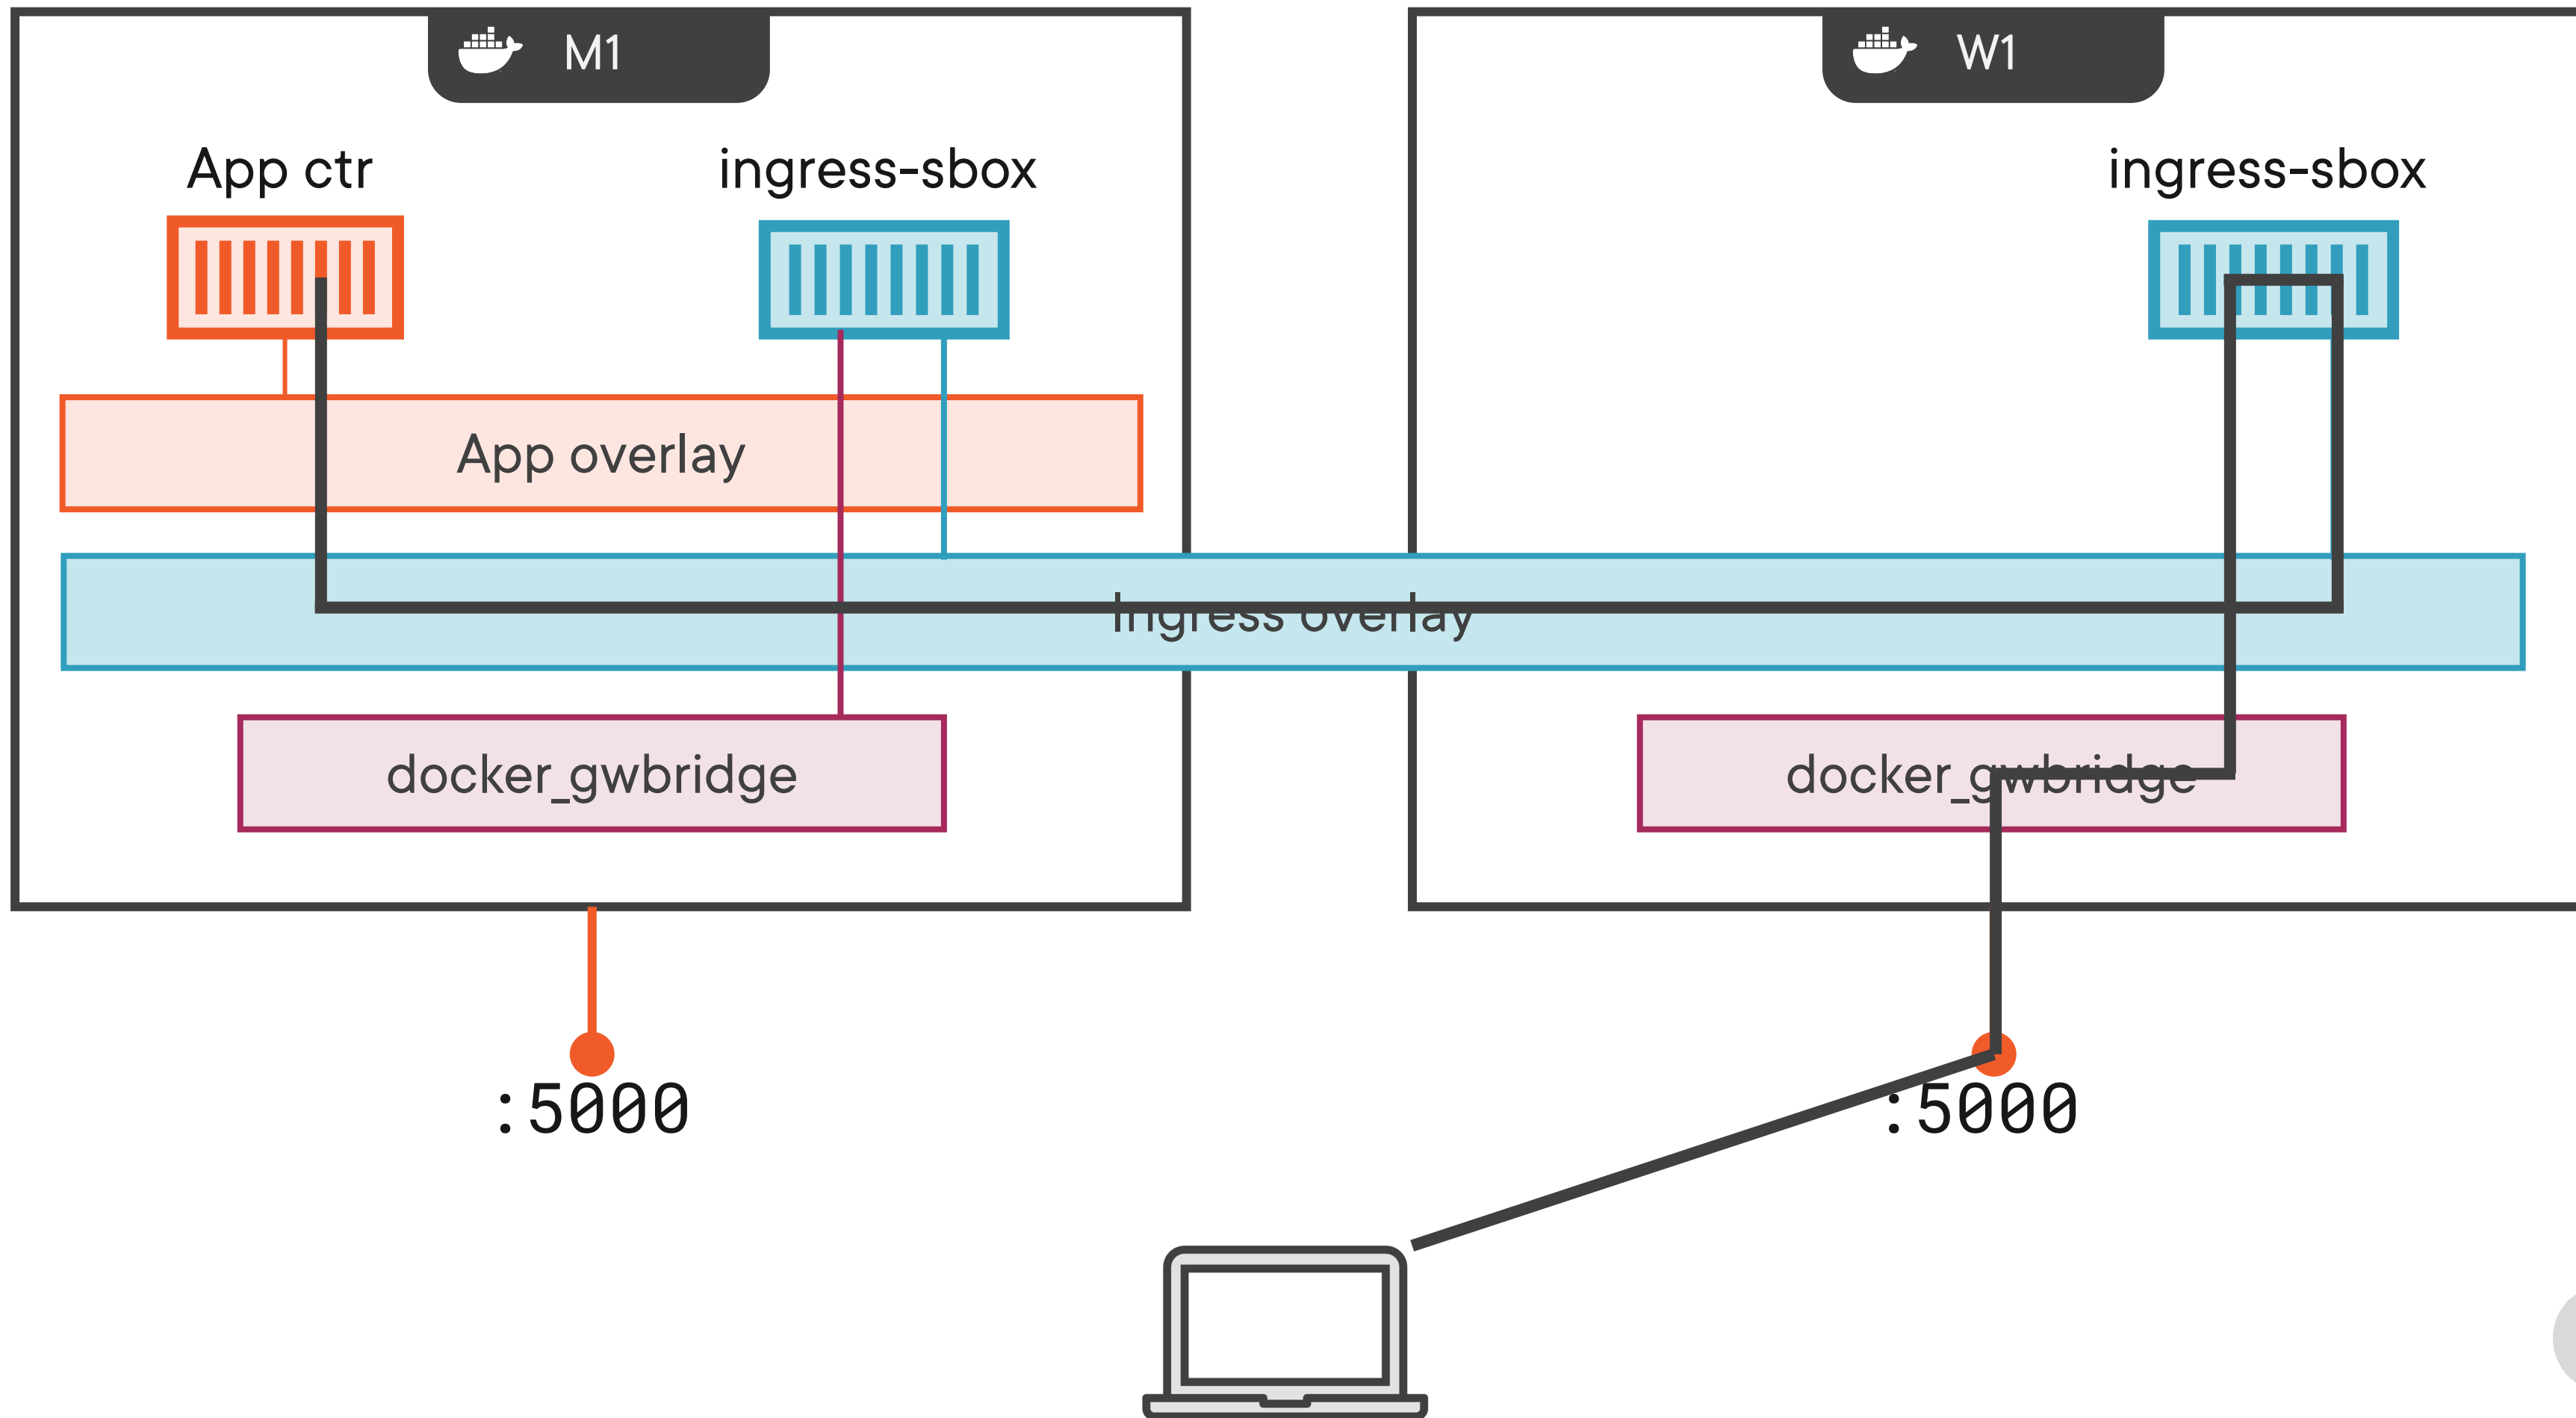 M1
W1
App ctr
ingress-sbox
ingress-sbox
App overlay
Ingress overlay
docker_gwbridge
docker_gwbridge
:5000
:5000